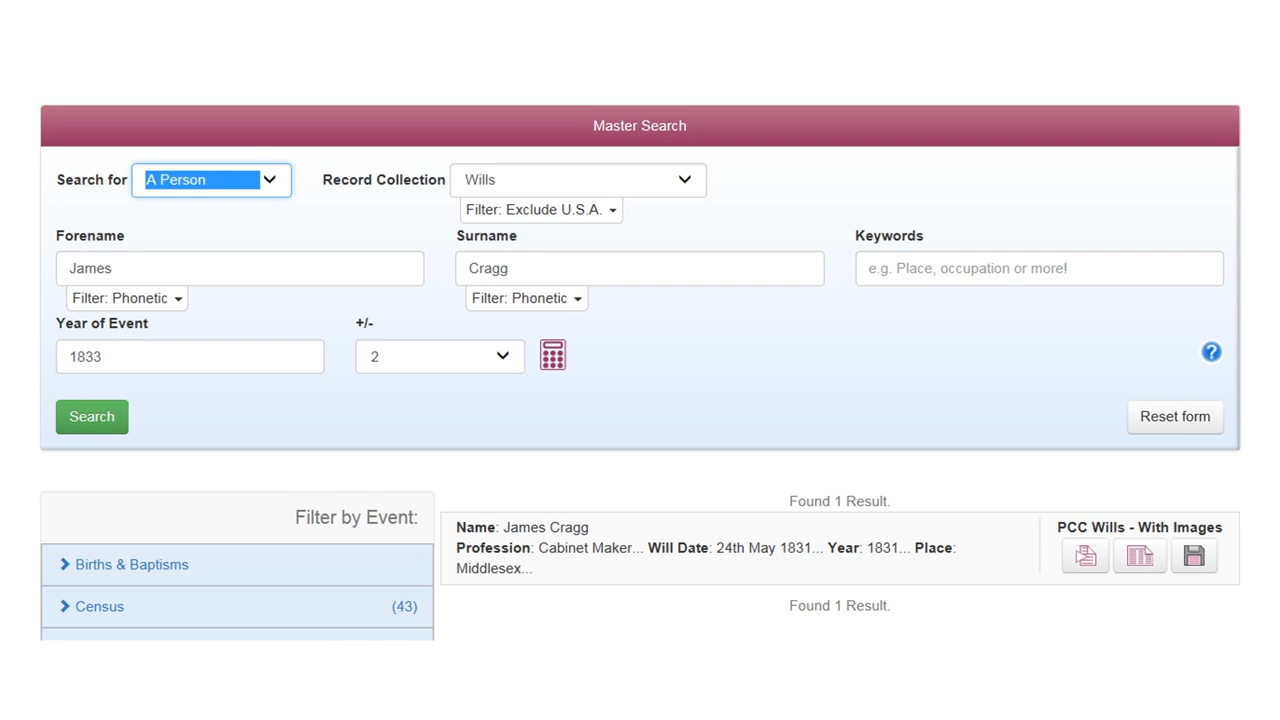 Master Search
Search for A Person Record Collection Wills
Filter: Exclude U.S.A.
Forename Surname Keywords
James Cragg e.g. Place, occupation or more!
Filter: Phonetic Filter: Phonetic
Year of Event +/-
1833 2
?
Search Reset form
Found 1 Result.
Filter by Event:
Name: James Cragg PCC Wills - With Images
Profession: Cabinet Maker... Will Date: 24th May 1831... Year: 1831... Place:
Middlesex...
Births & Baptisms
Census (43)
Found 1 Result.